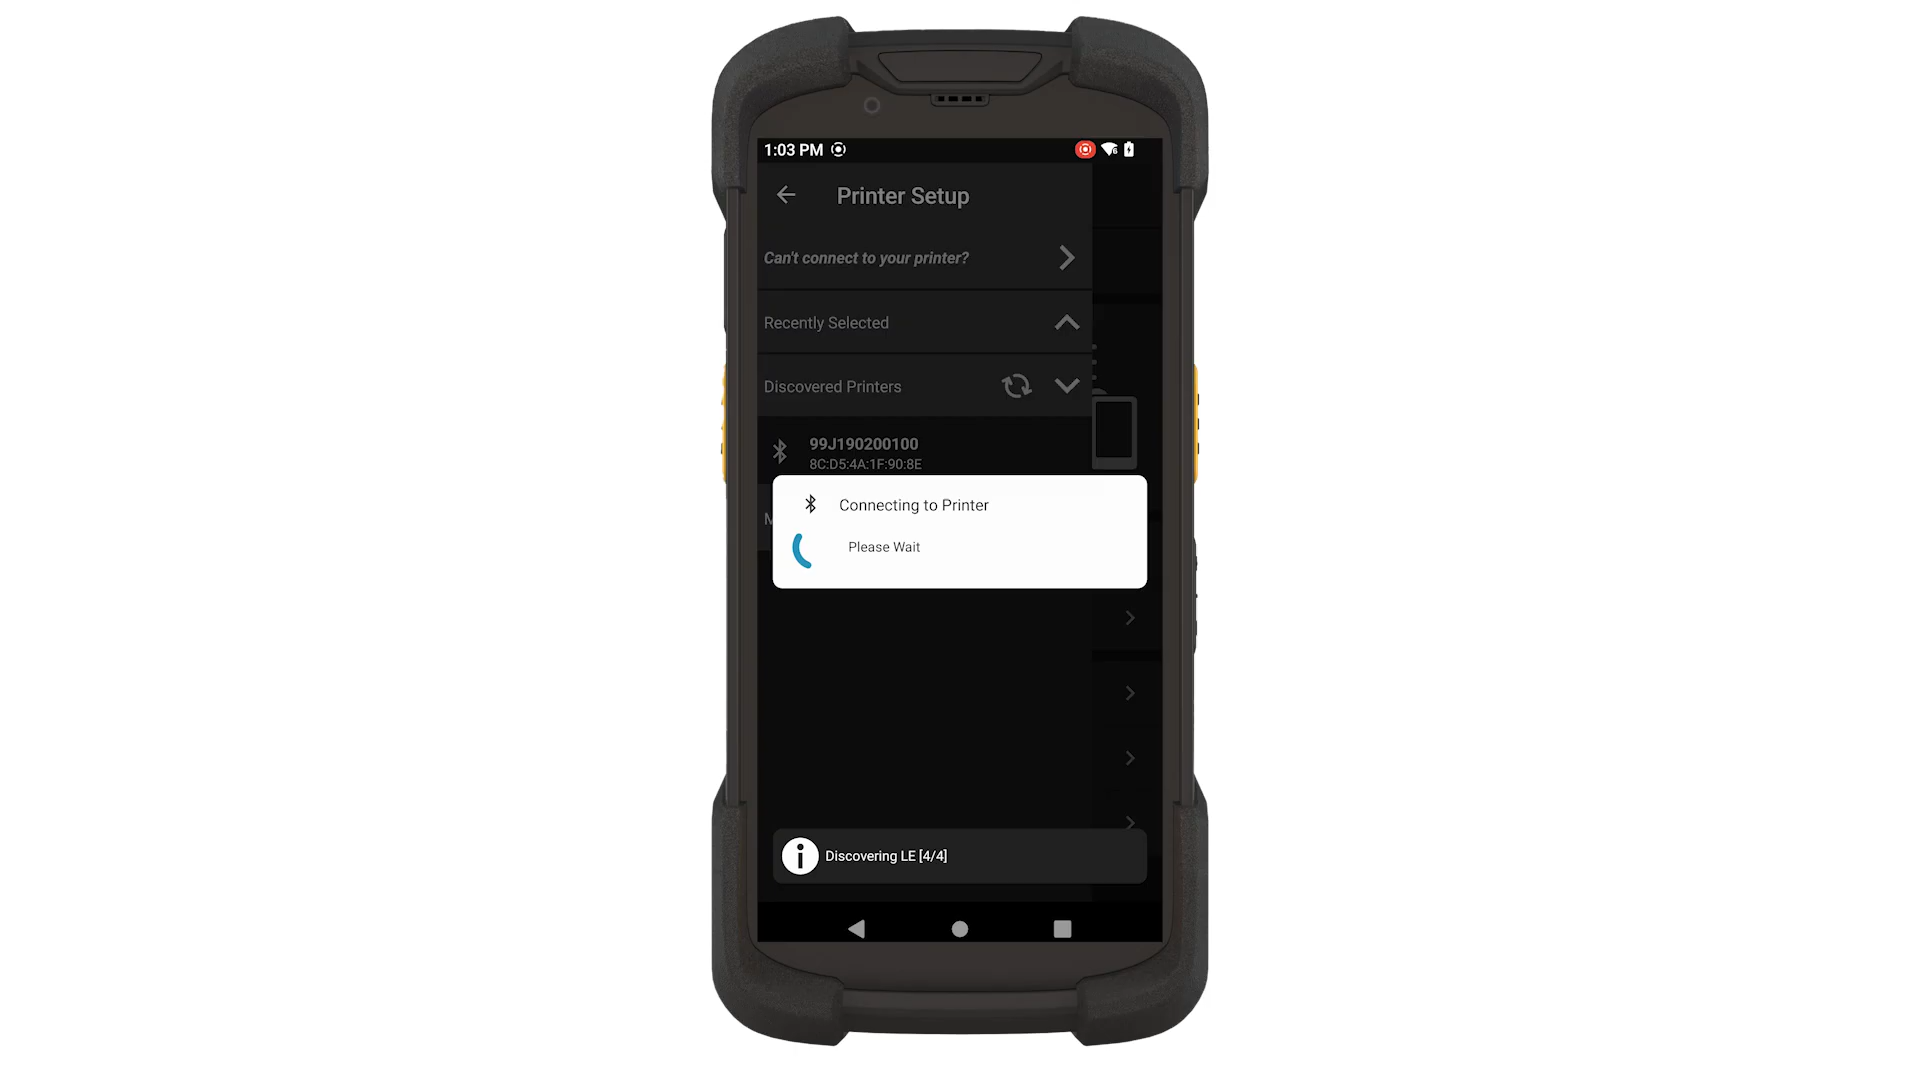 1:03 PM
Printer Setup
Can't connect to your printer?
Recently Selected
Discovered Printers
99J190200100
8C:D5:4A:1F:90:8E
Connecting to Printer
Please Wait
Discovering LE [4/4]